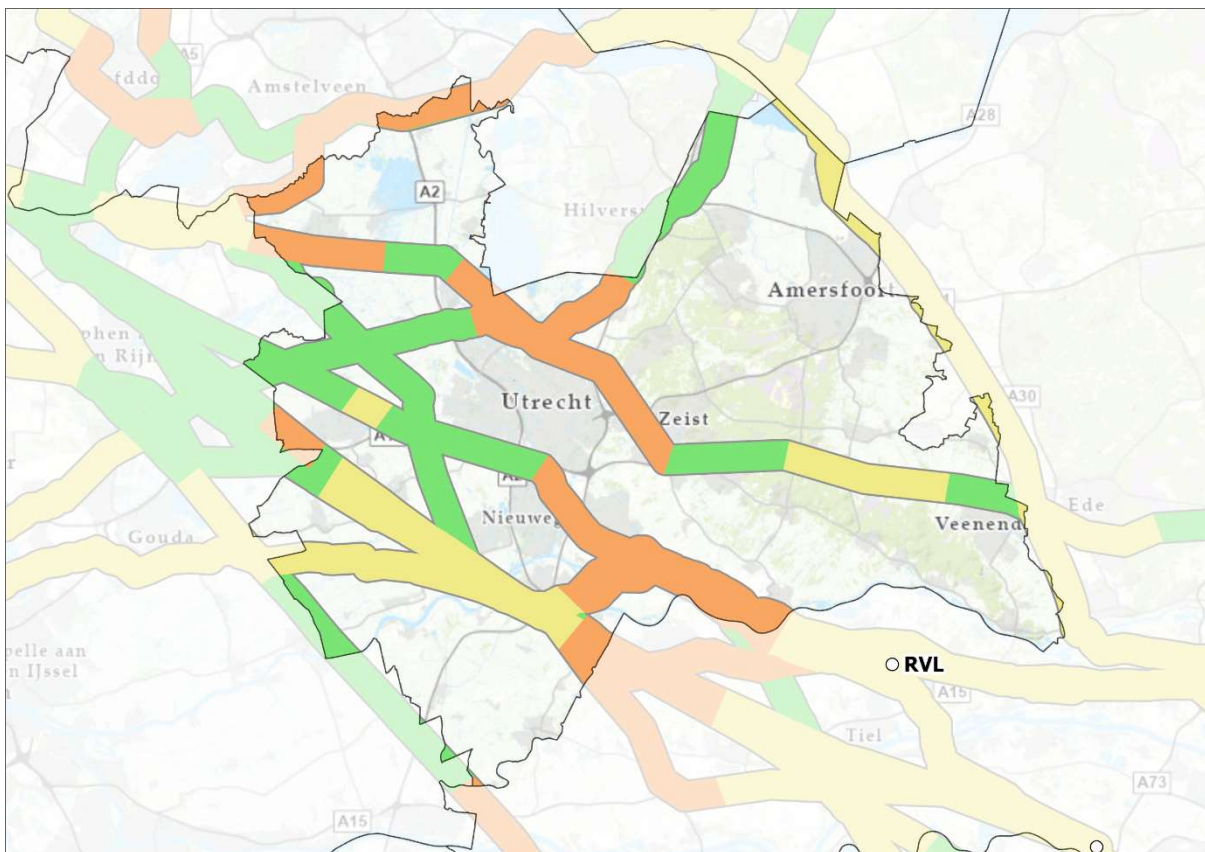 A5
Amstelveen
A28
A2
Amersfoort
Utrecht
Zeist
A30
Ede
Nieuweg
Veenend
Gouda
RVL
A15
Tiel
A73
A15